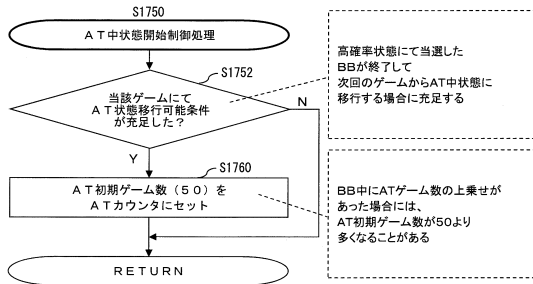 S1750
ＡＴ中状態開始制御処理
S1752
当該ゲームにて
ＡＴ状態移行可能条件
が充足した？
N
Y
S1760
ＡＴ初期ゲーム数（50）を
ＡＴカウンタにセット
ＲＥＴＵＲＮ
高確率状態にて当選した
BBが終了して
次回のゲームからAT中状態に
移行する場合に充足する
BB中にATゲーム数の上乗せが
あった場合には、
AT初期ゲーム数が50より
多くなることがある